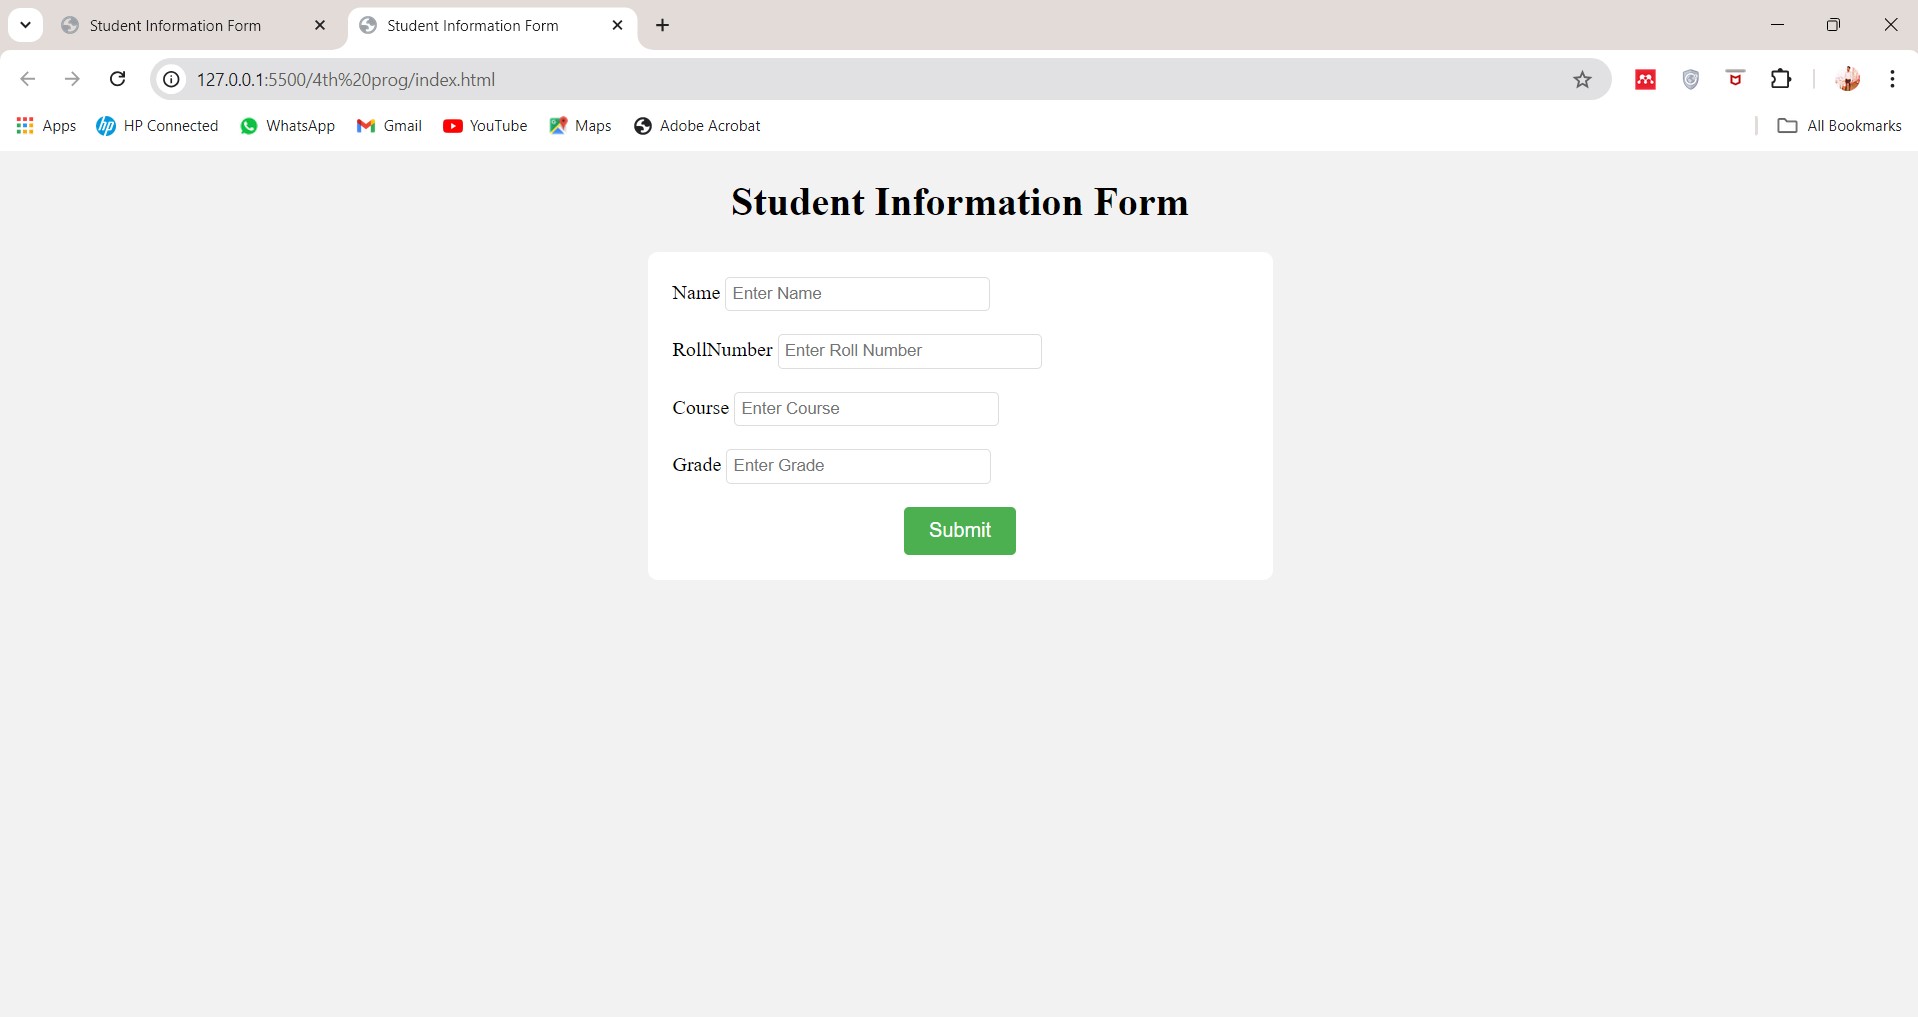 Student Information Form
Student Information Form
127.0.0.1:5500/4th%20prog/index.html
Apps
HP Connected
WhatsApp
Gmail
YouTube
Maps
Adobe Acrobat
All Bookmarks
Student Information Form
Name Enter Name
RollNumber Enter Roll Number
Course Enter Course
Grade Enter Grade
Submit